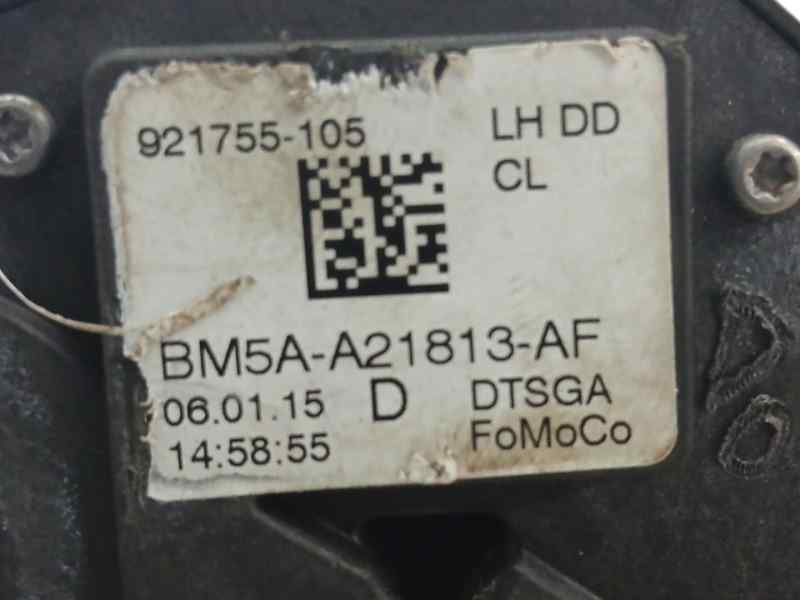 921755-105 LH DD
CL
BM5A-A21813-AF
06.01.15 D DTSGA
14:58:55 FoMoCo